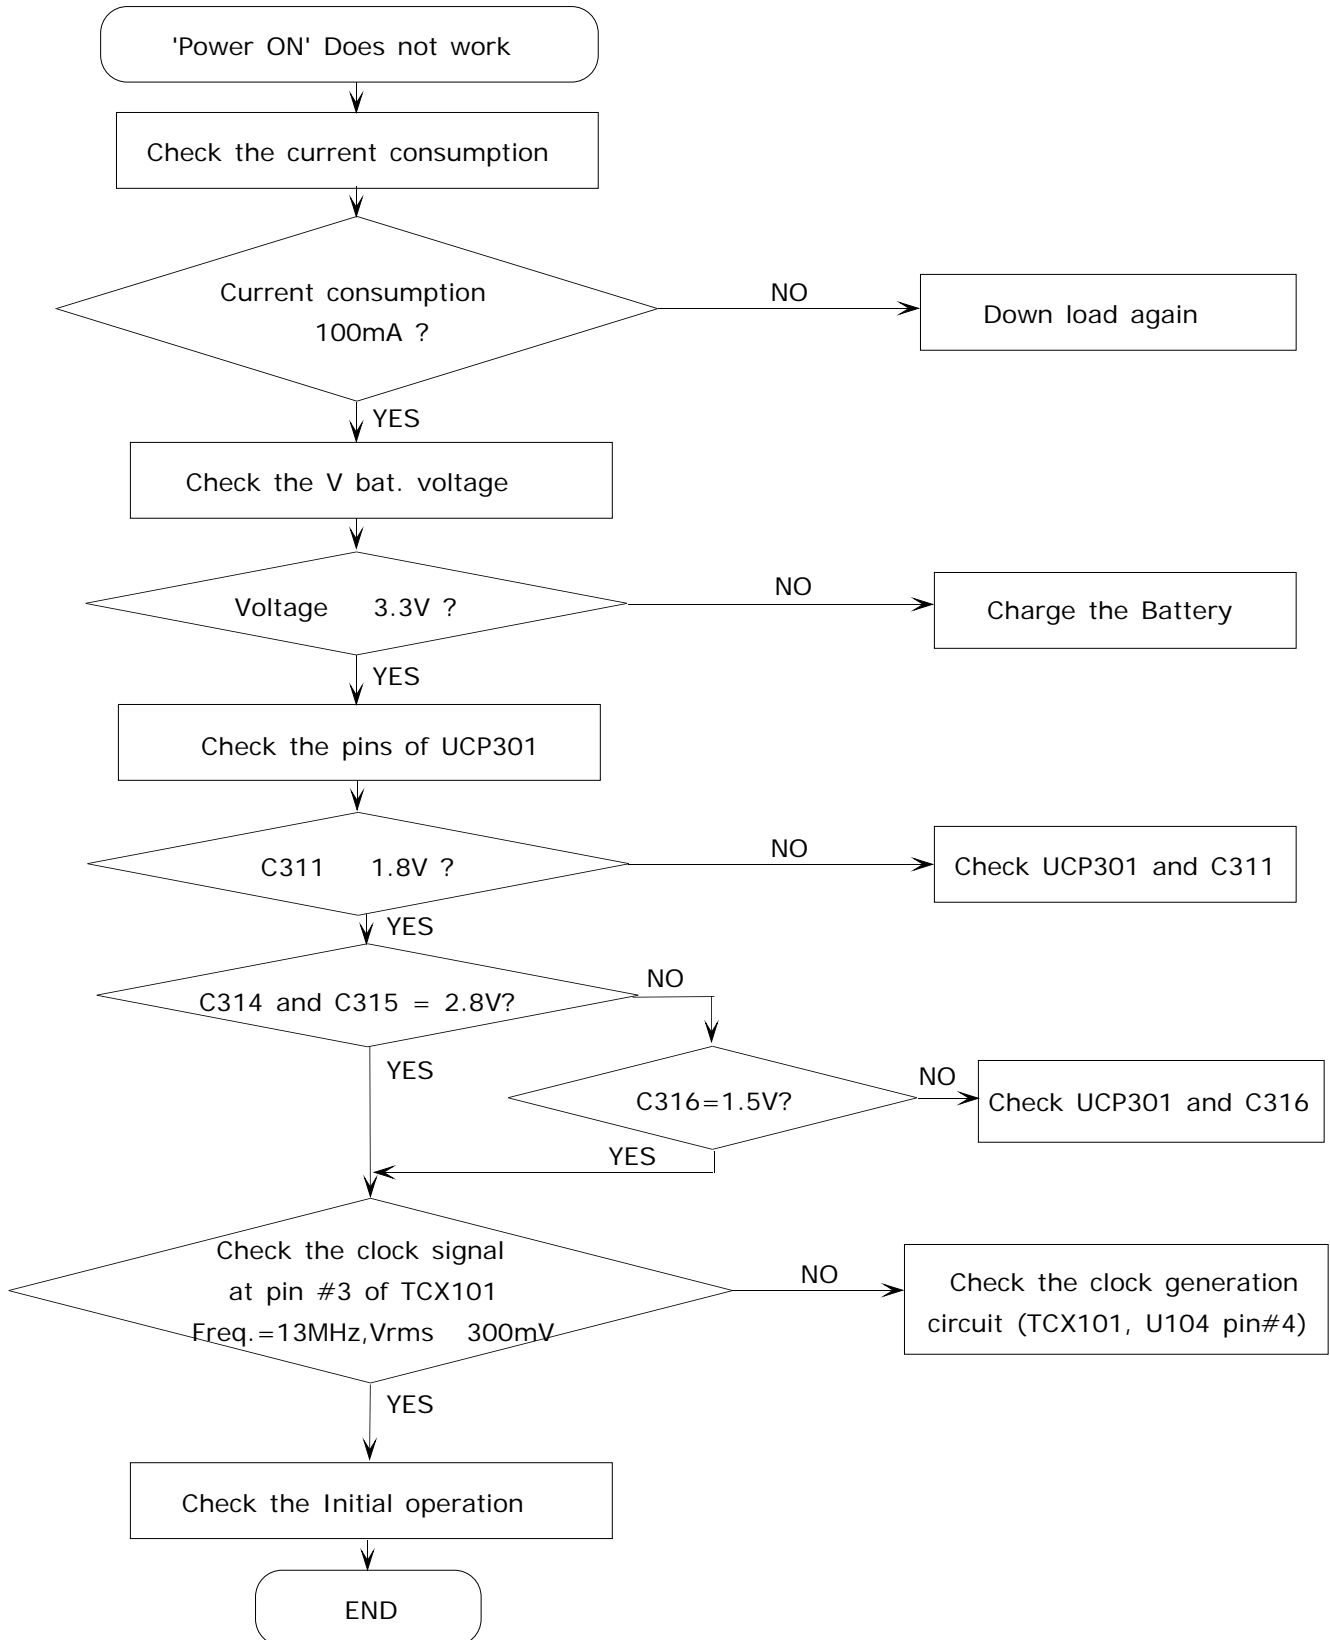 'Power ON' Does not work
Check the current consumption
Current consumption
100mA ?
NO
Down load again
YES
Check the V bat. voltage
Voltage 3.3V ?
NO
Charge the Battery
YES
Check the pins of UCP301
C311 1.8V ?
NO
Check UCP301 and C311
YES
C314 and C315 = 2.8V?
NO
YES
C316=1.5V?
NO
Check UCP301 and C316
YES
Check the clock signal
at pin #3 of TCX101
Freq.=13MHz,Vrms 300mV
NO
Check the clock generation
circuit (TCX101, U104 pin#4)
YES
Check the Initial operation
END